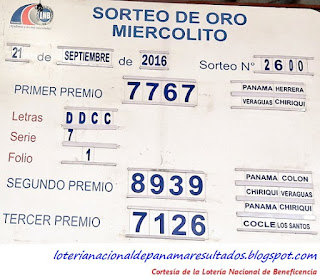 LNB
SORTEO DE ORO
MIERCOLITO
21 de SEPTIEMBRE de 2016 Sorteo N° 2600
PRIMER PREMIO 7767 PANAMA HERRERA
VERAGUAS CHIRIQUI
Letras DDCC
Serie 7
Folio 1
SEGUNDO PREMIO 8939 PANAMA COLON
CHIRIQUI VERAGUAS
TERCER PREMIO 7126 PANAMA CHIRIQUI
COCLE LOS SANTOS
loterianacionaldepanamaresultados.blogspot.com
Cortesía de la Loteria Nacional de Beneficencia